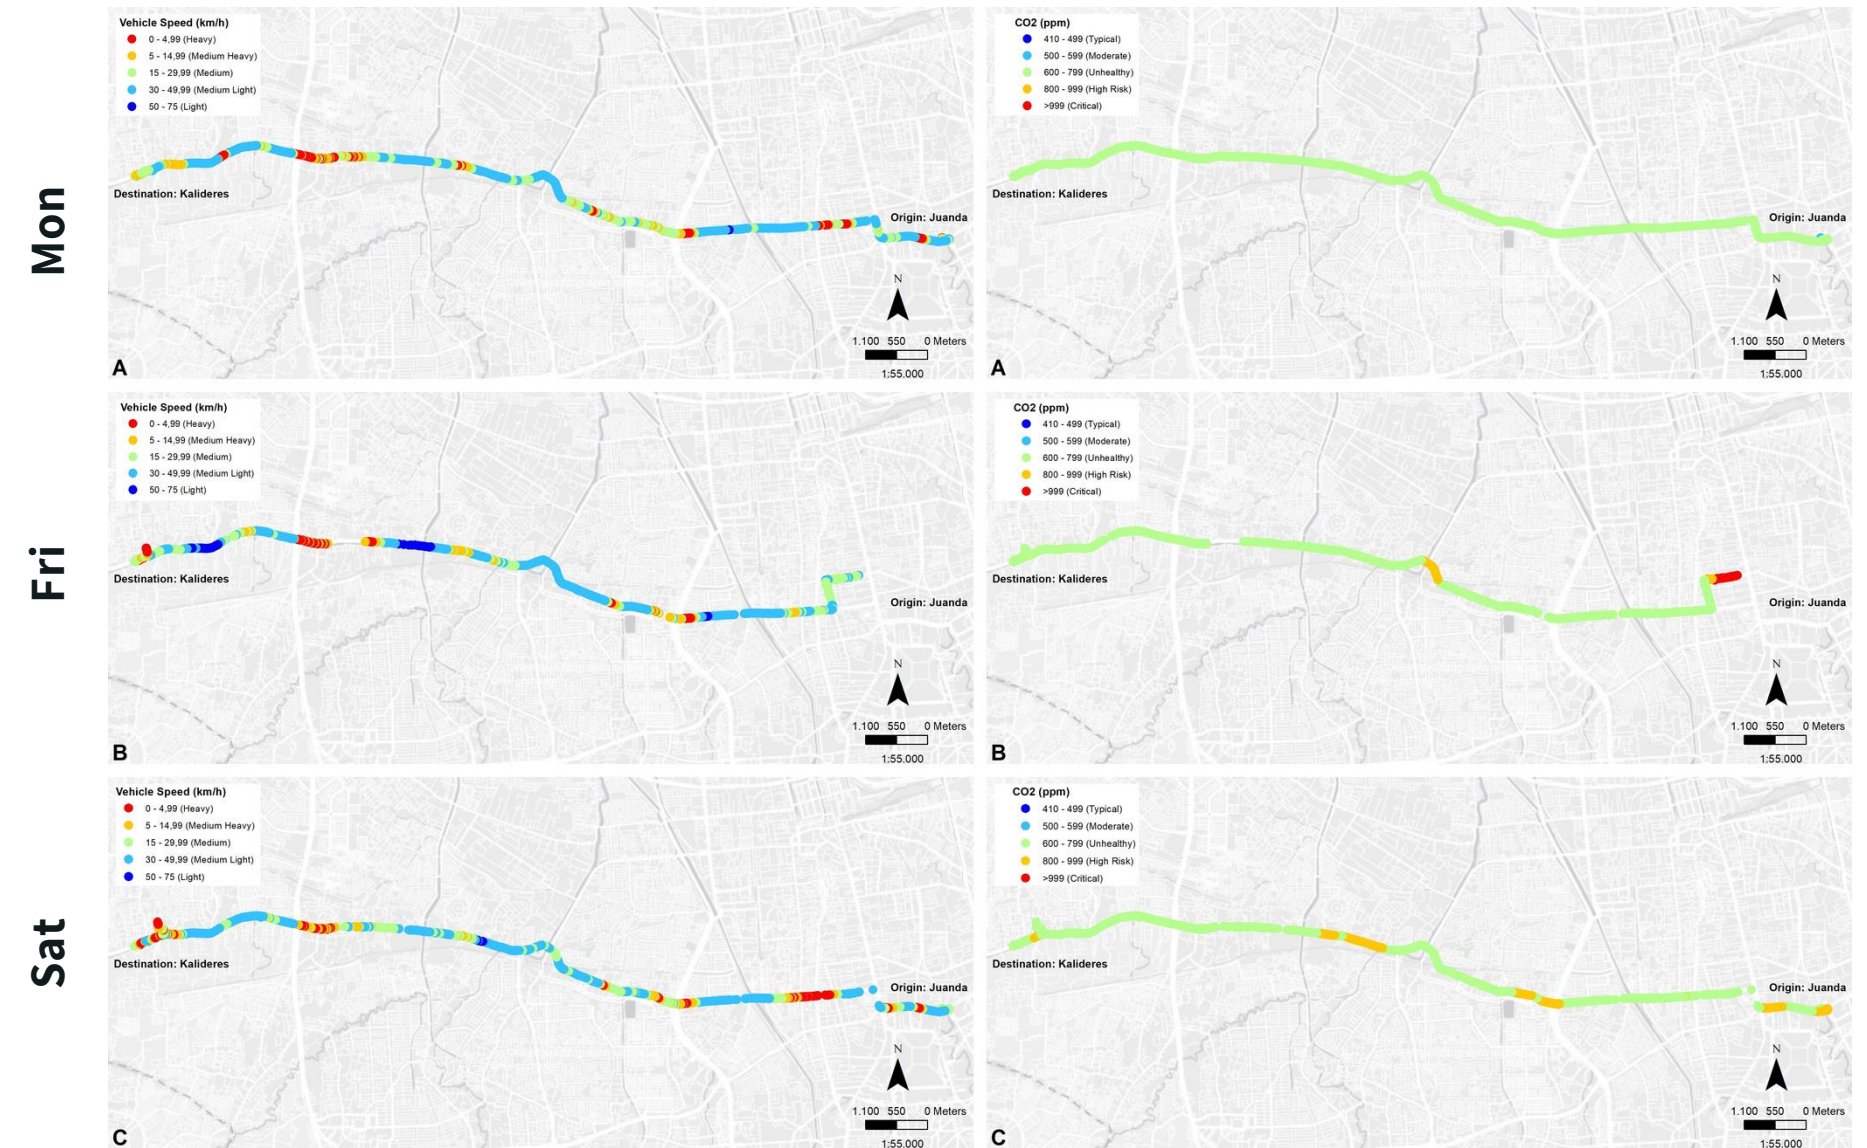 Mon
Vehicle Speed (km/h)
0 - 4,99 (Heavy)
5 - 14,99 (Medium Heavy)
15 - 29,99 (Medium)
30 - 49,99 (Medium Light)
50 - 75 (Light)
Destination: Kalideres
Origin: Juanda
N
1.100 550 0 Meters
1:55.000
A
CO2 (ppm)
410 - 499 (Typical)
500 - 599 (Moderate)
600 - 799 (Unhealthy)
800 - 999 (High Risk)
>999 (Critical)
Destination: Kalideres
Origin: Juanda
N
1.100 550 0 Meters
1:55.000
A
Fri
Vehicle Speed (km/h)
0 - 4,99 (Heavy)
5 - 14,99 (Medium Heavy)
15 - 29,99 (Medium)
30 - 49,99 (Medium Light)
50 - 75 (Light)
Destination: Kalideres
Origin: Juanda
N
1.100 550 0 Meters
1:55.000
B
CO2 (ppm)
410 - 499 (Typical)
500 - 599 (Moderate)
600 - 799 (Unhealthy)
800 - 999 (High Risk)
>999 (Critical)
Destination: Kalideres
Origin: Juanda
N
1.100 550 0 Meters
1:55.000
B
Sat
Vehicle Speed (km/h)
0 - 4,99 (Heavy)
5 - 14,99 (Medium Heavy)
15 - 29,99 (Medium)
30 - 49,99 (Medium Light)
50 - 75 (Light)
Destination: Kalideres
Origin: Juanda
N
1.100 550 0 Meters
1:55.000
C
CO2 (ppm)
410 - 499 (Typical)
500 - 599 (Moderate)
600 - 799 (Unhealthy)
800 - 999 (High Risk)
>999 (Critical)
Destination: Kalideres
Origin: Juanda
N
1.100 550 0 Meters
1:55.000
C